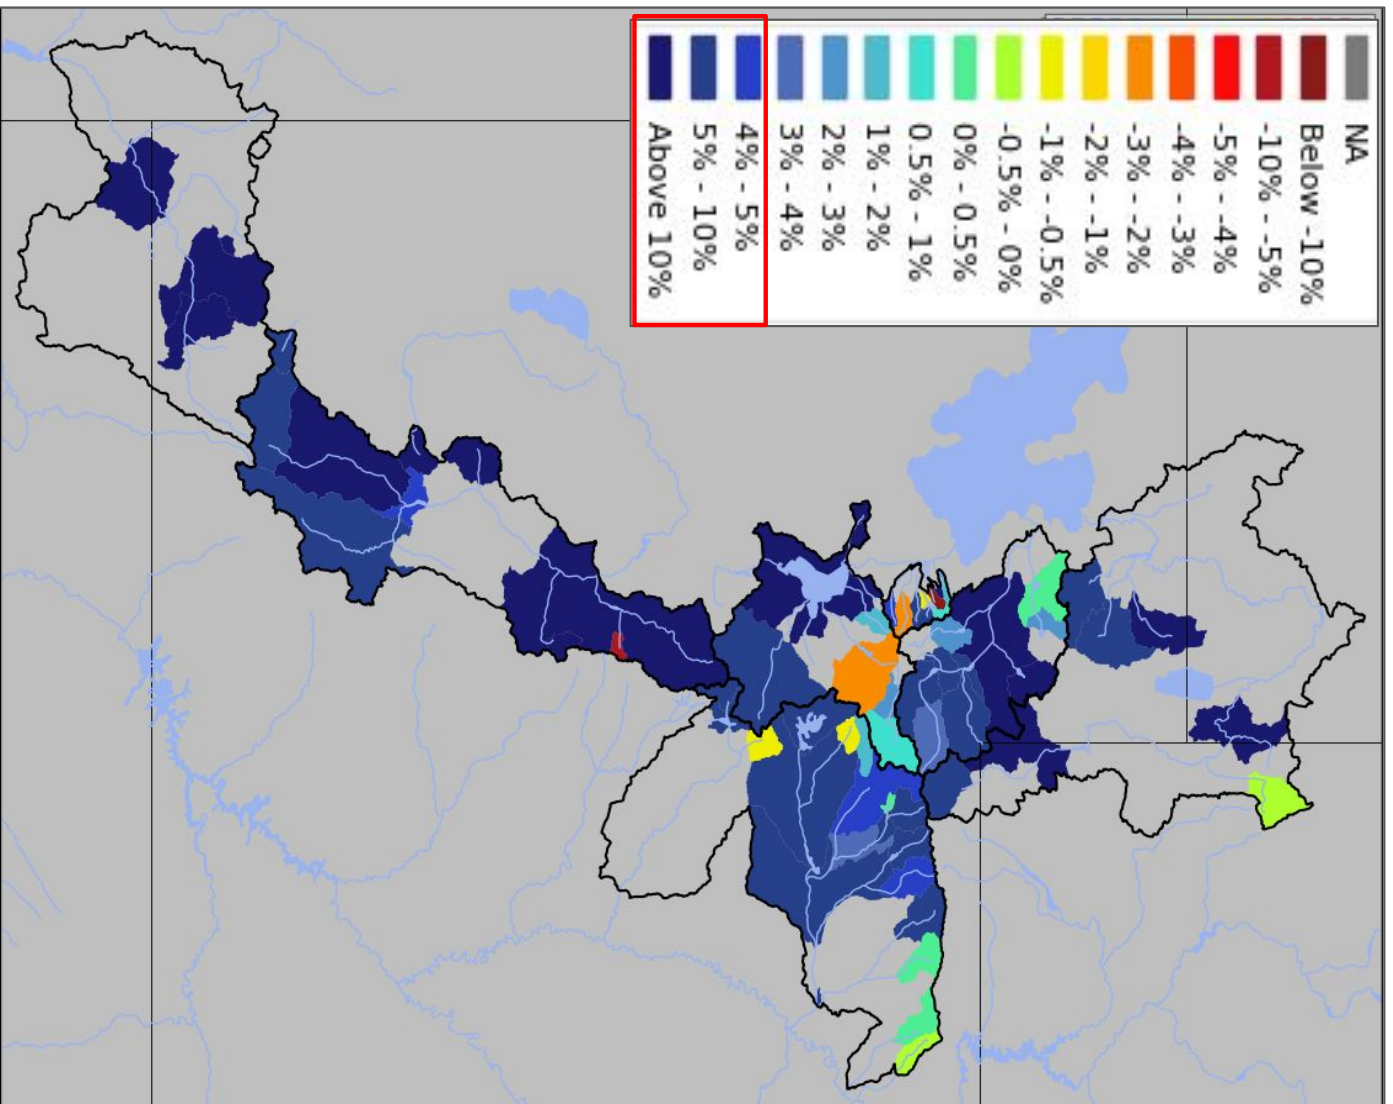 Above 10%
5% - 10%
4% - 5%
3% - 4%
2% - 3%
1% - 2%
0.5% - 1%
0% - 0.5%
-0.5% - 0%
-1% - -0.5%
-2% - -1%
-3% - -2%
-4% - -3%
-5% - -4%
-10% - -5%
Below -10%
NA